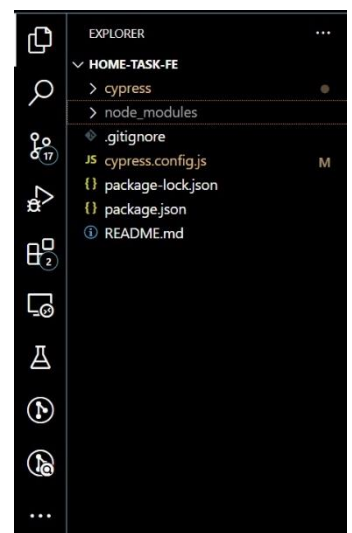 EXPLORER
HOME-TASK-FE
cypress
node_modules
.gitignore
JS cypress.config.js M
{} package-lock.json
{} package.json
README.md
17
2